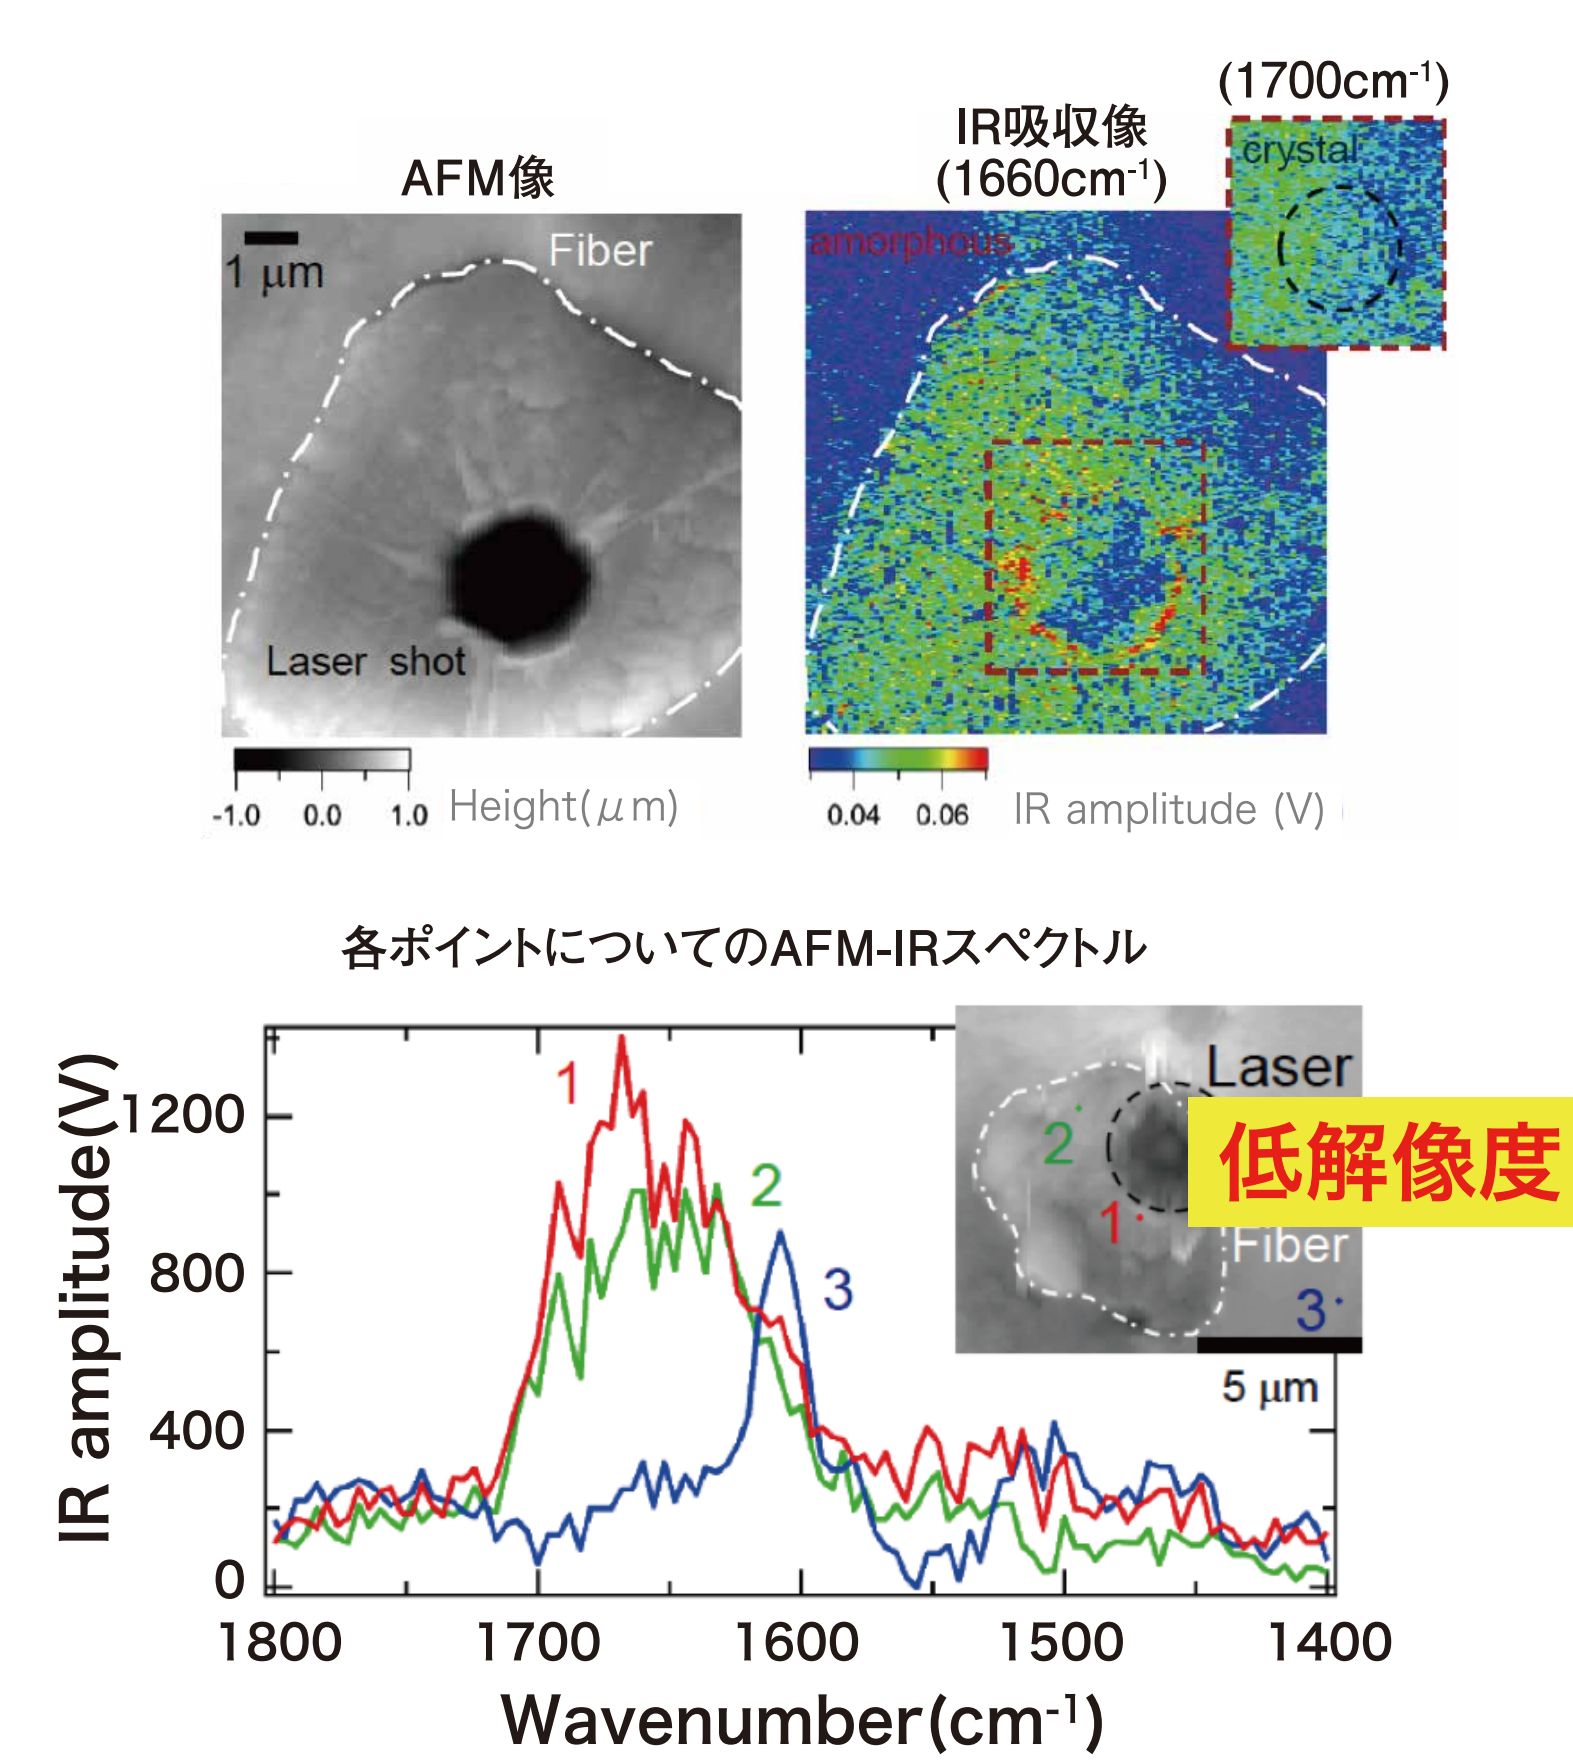 (1700cm-1)
IR吸収像
(1660cm-1)
AFM像
crystal
1 μm
Fiber
amorphous
Laser shot
-1.0 0.0 1.0 Height(μm)
0.04 0.06 IR amplitude (V)
各ポイントについてのAFM-IRスペクトル
IR amplitude(V)
1200
800
400
0
1
2
3
Laser
2
低解像度
1
Fiber
3
5 μm
1800 1700 1600 1500 1400
Wavenumber(cm-1)